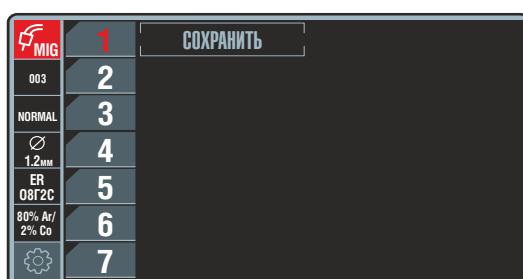 MIG
1
СОХРАНИТЬ
003
2
NORMAL
3
Ø
1.2мм
4
ER
08Г2С
5
80% Ar/
2% Co
6
7